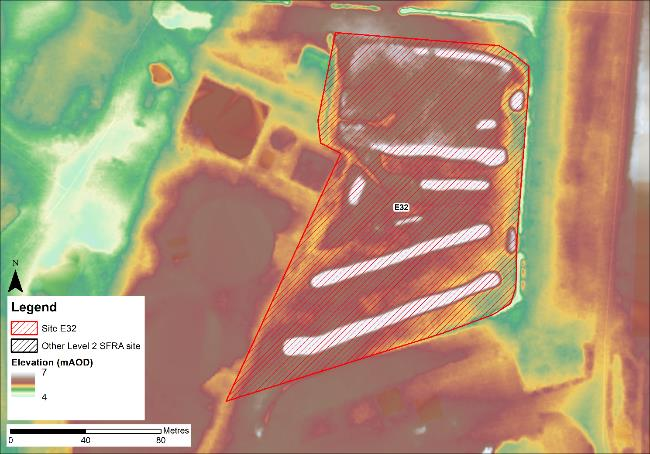 E32
N
Legend
Site E32
Other Level 2 SFRA site
Elevation (mAOD)
7
4
Metres
0 40 80